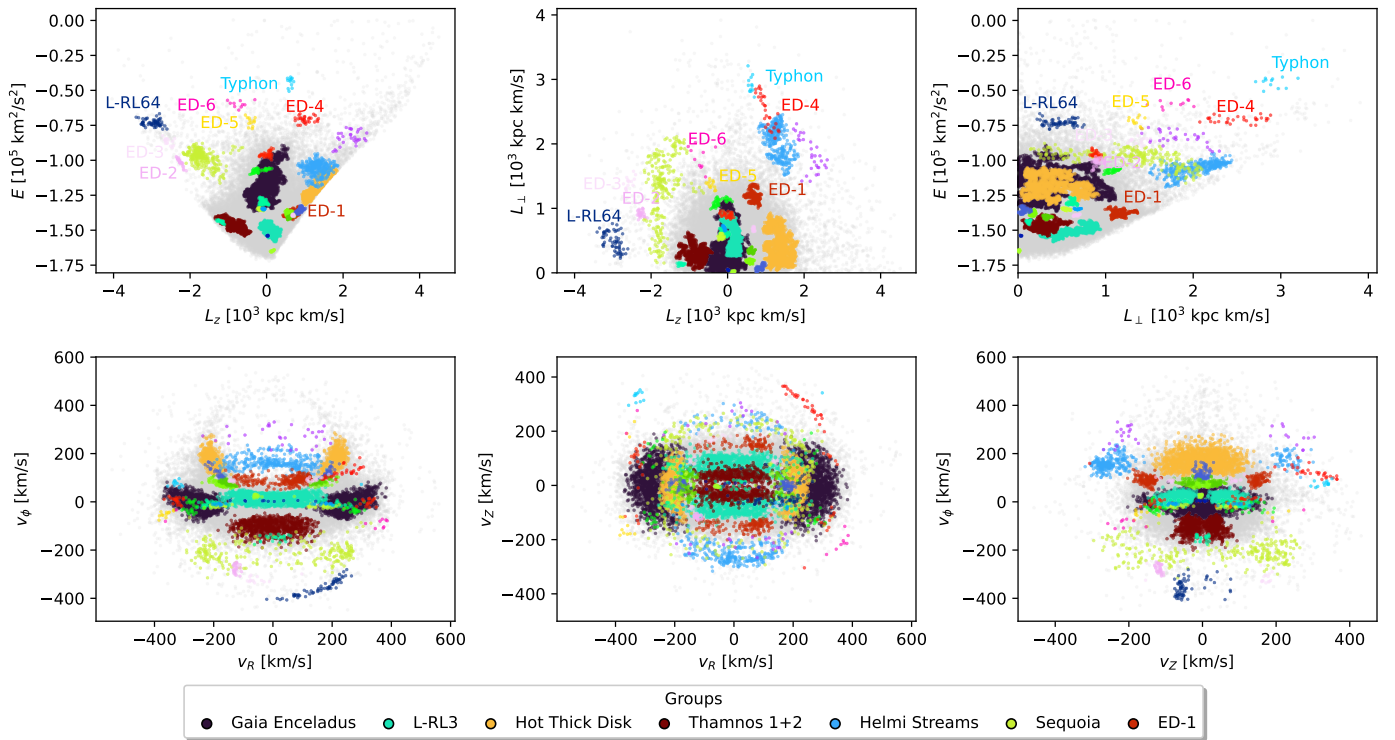 0.00
−0.25
−0.50
−0.75
−1.00
−1.25
−1.50
−1.75
E [10⁵ km²/s²]
Typhon
L-RL64
ED-6
ED-4
ED-5
ED-3
ED-2
ED-1
−4 −2 0 2 4
L_z [10³ kpc km/s]
4
3
2
1
0
L_⊥ [10³ kpc km/s]
Typhon
ED-4
ED-6
ED-5
ED-3
ED-2
ED-1
L-RL64
−4 −2 0 2 4
L_z [10³ kpc km/s]
0.00
−0.25
−0.50
−0.75
−1.00
−1.25
−1.50
−1.75
E [10⁵ km²/s²]
Typhon
ED-6
L-RL64
ED-5
ED-4
ED-1
0 1 2 3 4
L_⊥ [10³ kpc km/s]
600
400
200
0
−200
−400
v_ϕ [km/s]
−400 −200 0 200 400 600
v_R [km/s]
400
200
0
−200
−400
v_Z [km/s]
−400 −200 0 200 400
v_R [km/s]
600
400
200
0
−200
−400
v_ϕ [km/s]
−400 −200 0 200 400
v_Z [km/s]
Groups
Gaia Enceladus L-RL3 Hot Thick Disk Thamnos 1+2 Helmi Streams Sequoia ED-1